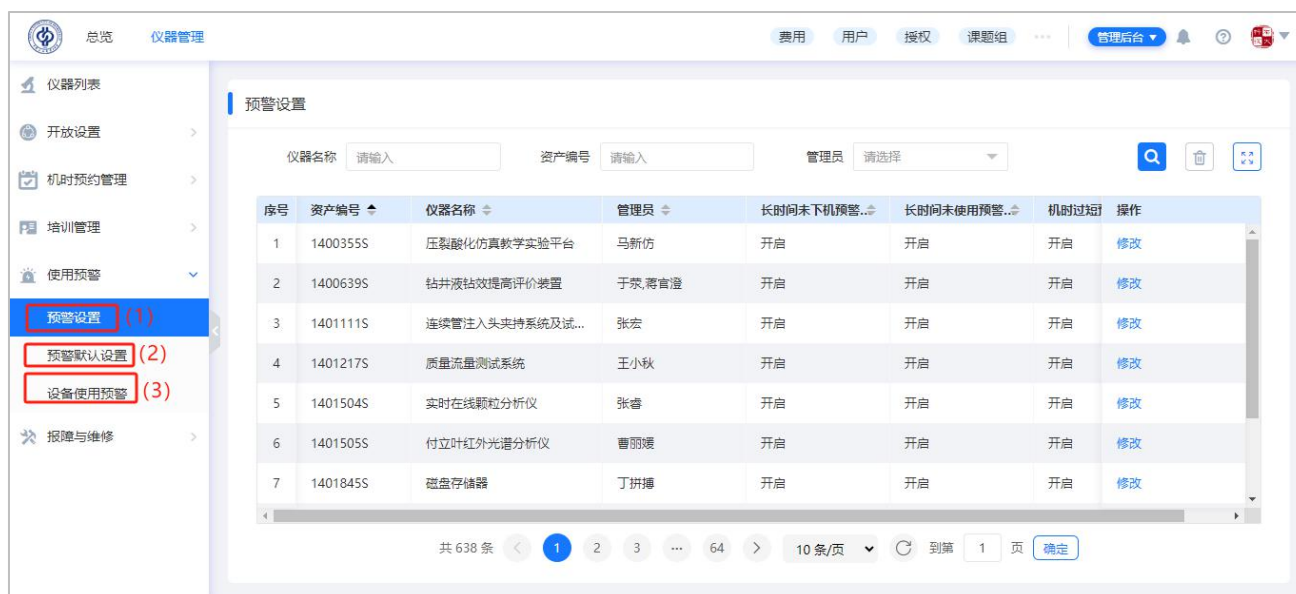 总览 仪器管理 费用 用户 授权 课题组 ··· 管理后台
仪器列表
开放设置
机时预约管理
培训管理
使用预警
预警设置 (1)
预警默认设置 (2)
设备使用预警 (3)
报障与维修
预警设置
仪器名称 请输入 资产编号 请输入 管理员 请选择
序号 资产编号 仪器名称 管理员 长时间未下机预警.. 长时间未使用预警.. 机时过短预 操作
1 1400355S 压裂酸化仿真教学实验平台 马新仿 开启 开启 开启 修改
2 1400639S 钻井液钻效提高评价装置 于荧,蒋官澄 开启 开启 开启 修改
3 1401111S 连续管注入头夹持系统及试... 张宏 开启 开启 开启 修改
4 1401217S 质量流量测试系统 王小秋 开启 开启 开启 修改
5 1401504S 实时在线颗粒分析仪 张睿 开启 开启 开启 修改
6 1401505S 付立叶红外光谱分析仪 曹丽媛 开启 开启 开启 修改
7 1401845S 磁盘存储器 丁拼搏 开启 开启 开启 修改
共 638 条 1 2 3 ... 64 10 条/页 到第 1 页 确定